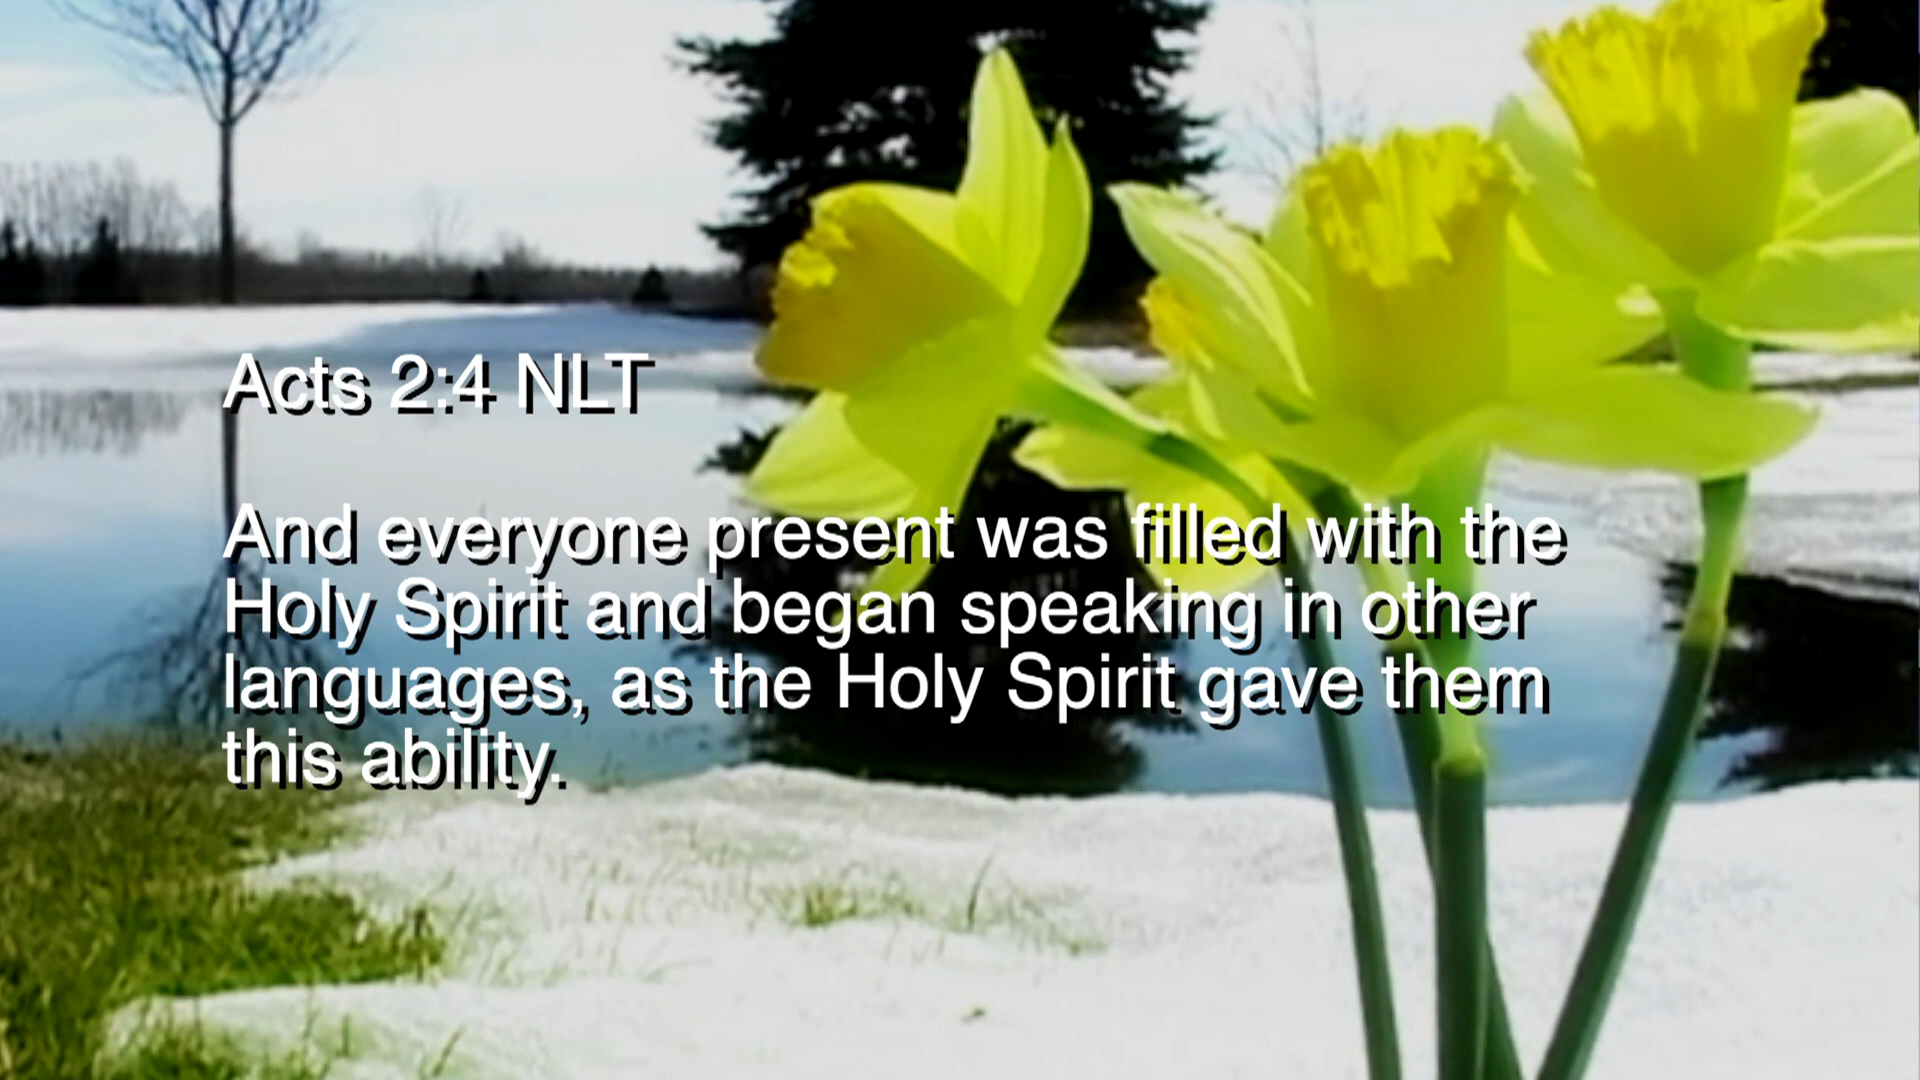 Acts 2:4 NLT
And everyone present was filled with the
Holy Spirit and began speaking in other
languages, as the Holy Spirit gave them
this ability.